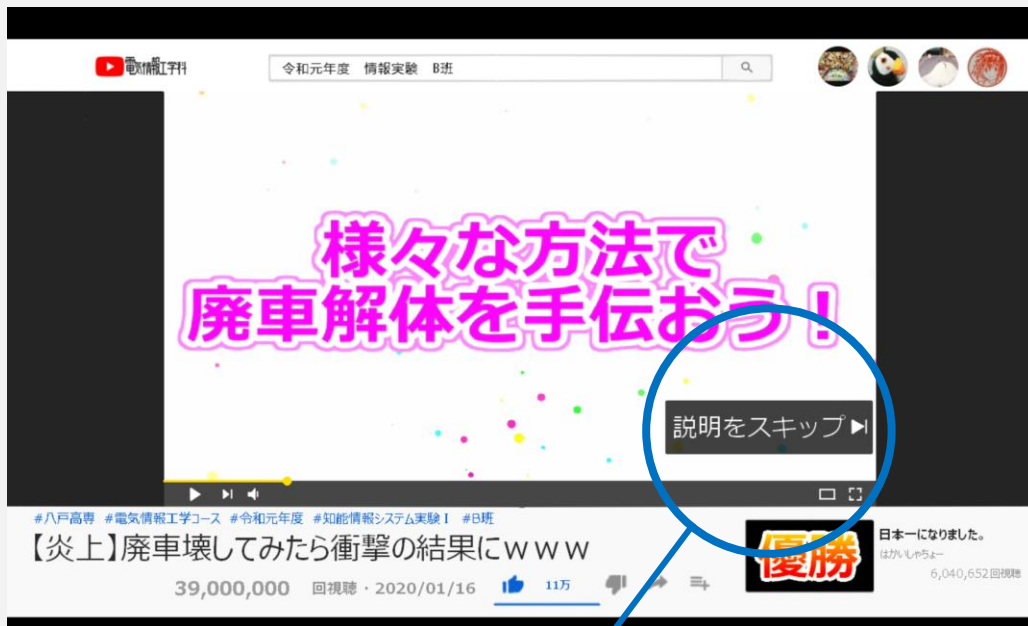 電気情報工学科
令和元年度 情報実験 B班
様々な方法で
廃車解体を手伝おう！
説明をスキップ
#八戸高専 #電気情報工学コース #令和元年度 #知能情報システム実験Ⅰ #B班
【炎上】廃車壊してみたら衝撃の結果にｗｗｗ
39,000,000 回視聴・2020/01/16 11万
優勝
日本一になりました。
はかいしゃちょー
6,040,652回視聴